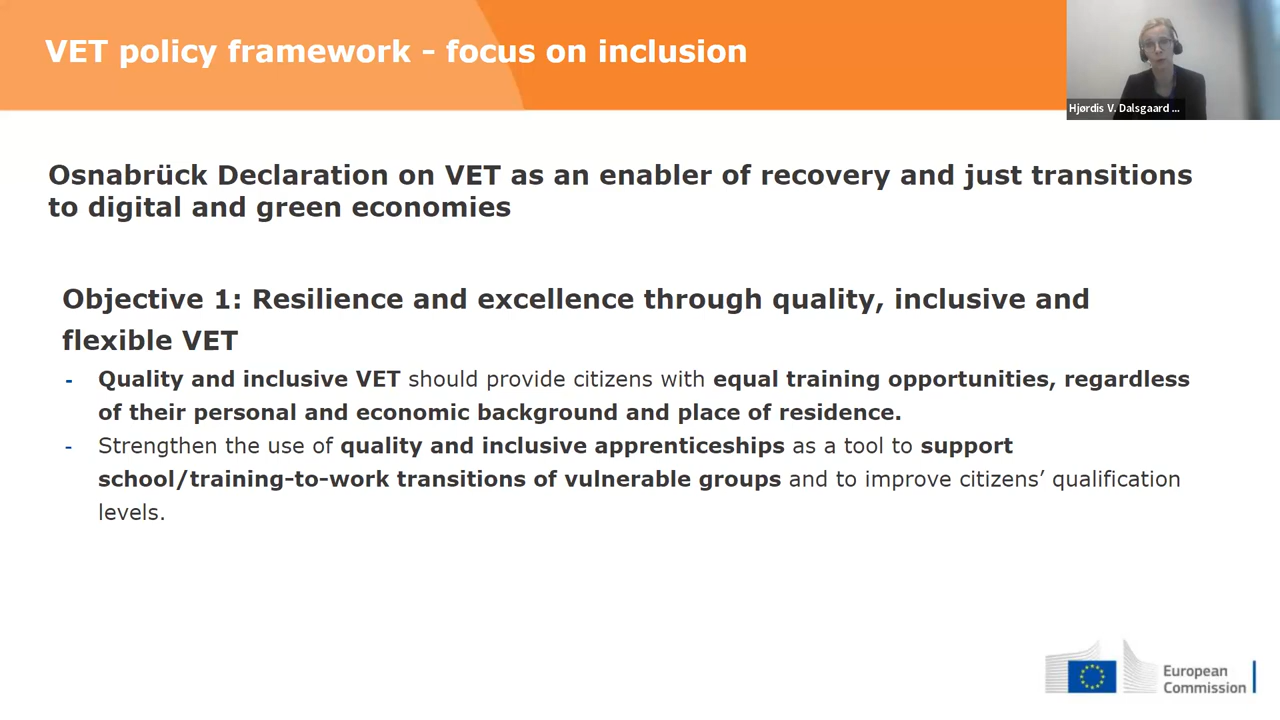 VET policy framework - focus on inclusion
Hjørdis V. Dalsgaard ...
Osnabrück Declaration on VET as an enabler of recovery and just transitions
to digital and green economies
Objective 1: Resilience and excellence through quality, inclusive and
flexible VET
- Quality and inclusive VET should provide citizens with equal training opportunities, regardless
of their personal and economic background and place of residence.
- Strengthen the use of quality and inclusive apprenticeships as a tool to support
school/training-to-work transitions of vulnerable groups and to improve citizens’ qualification
levels.
European
Commission